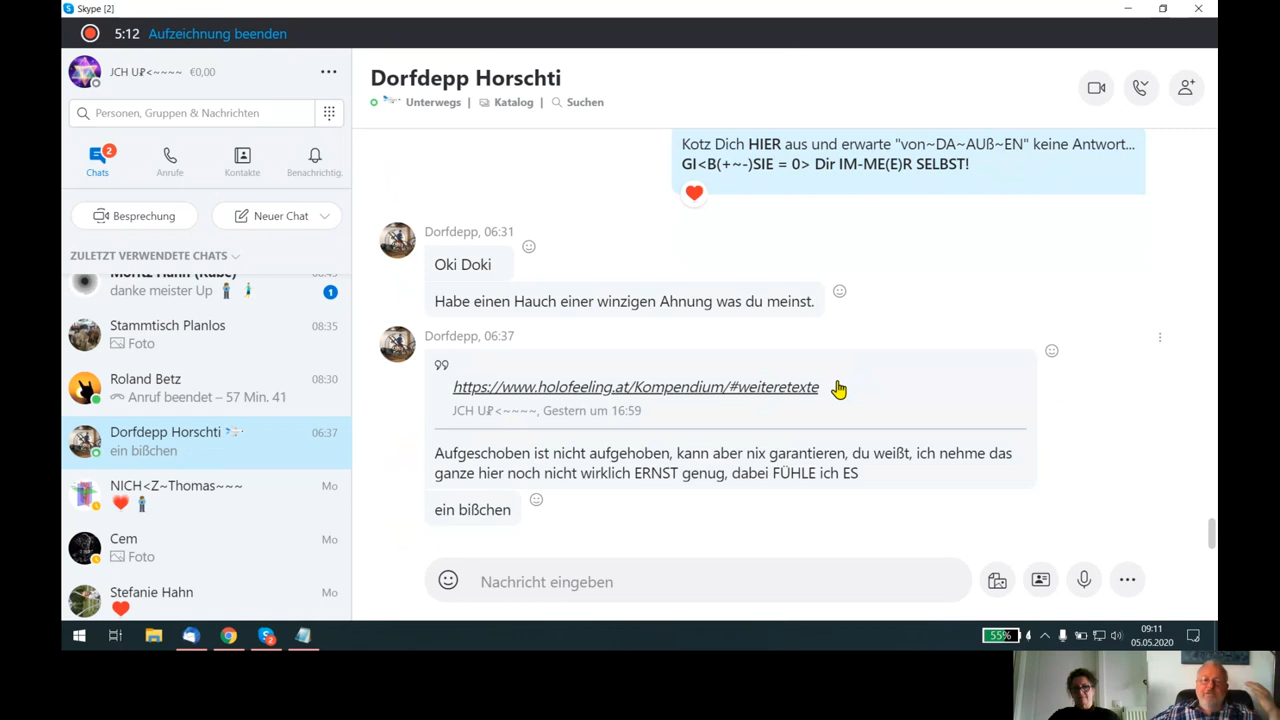 Skype [2]
5:12 Aufzeichnung beenden
JCH U₽<~~~~ €0,00
Personen, Gruppen & Nachrichten
2
Chats
Anrufe
Kontakte
Benachrichtig.
Besprechung
Neuer Chat
ZULETZT VERWENDETE CHATS
Moritz Hahn (Rabe)
danke meister Up
1
Stammtisch Planlos 08:35
Foto
Roland Betz 08:30
Anruf beendet – 57 Min. 41
Dorfdepp Horschti 06:37
ein bißchen
NICH<Z~Thomas~~~ Mo
Cem Mo
Foto
Stefanie Hahn Mo
Dorfdepp Horschti
Unterwegs | Katalog | Suchen
Kotz Dich HIER aus und erwarte "von~DA~AUß~EN" keine Antwort...
GI<B(+~-)SIE = 0> Dir IM-ME(E)R SELBST!
Dorfdepp, 06:31
Oki Doki
Habe einen Hauch einer winzigen Ahnung was du meinst.
Dorfdepp, 06:37
https://www.holofeeling.at/Kompendium/#weiteretexte
JCH U₽<~~~~, Gestern um 16:59
Aufgeschoben ist nicht aufgehoben, kann aber nix garantieren, du weißt, ich nehme das
ganze hier noch nicht wirklich ERNST genug, dabei FÜHLE ich ES
ein bißchen
Nachricht eingeben
2
55%
09:11
05.05.2020